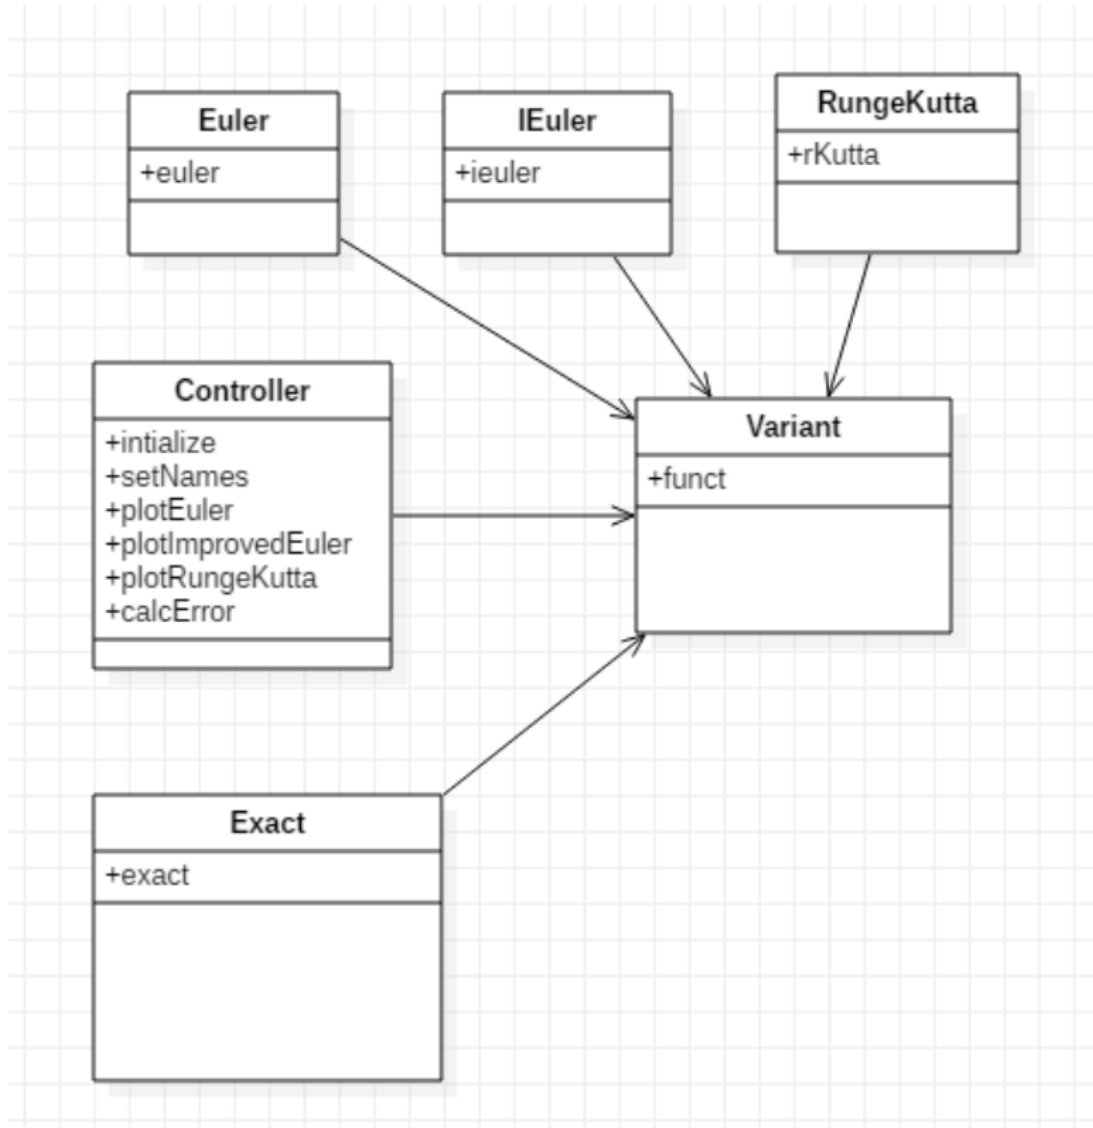 Euler
+euler
IEuler
+ieuler
RungeKutta
+rKutta
Controller
+intialize
+setNames
+plotEuler
+plotImprovedEuler
+plotRungeKutta
+calcError
Variant
+funct
Exact
+exact